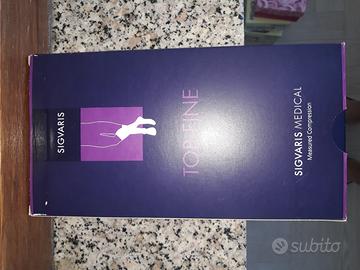 SIGVARIS
TOP FINE
SIGVARIS MEDICAL
Measured Compression
subito